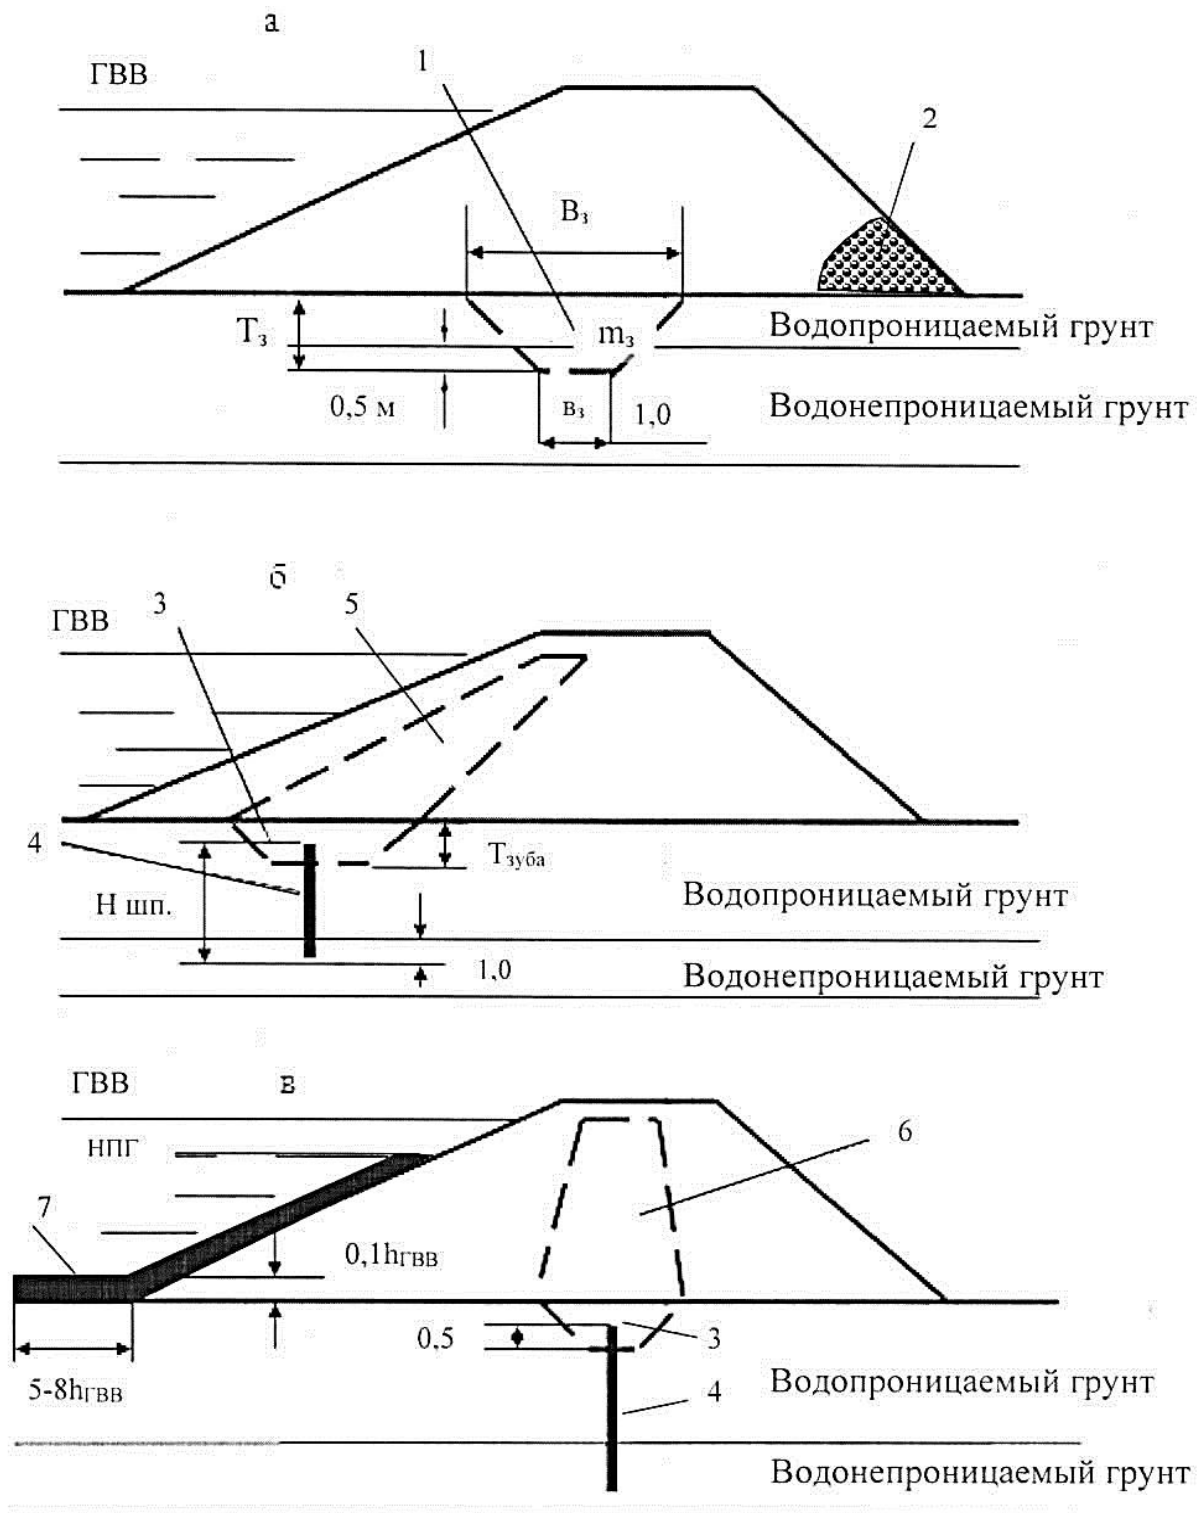 а
ГВВ
1
2
Вз
Тз
mз
Водопроницаемый грунт
0,5 м
вз
1,0
Водонепроницаемый грунт
б
ГВВ
3
5
4
Тзуба
Н шп.
Водопроницаемый грунт
1,0
Водонепроницаемый грунт
ГВВ
в
НПГ
6
7
0,1hГВВ
0,5
3
5-8hГВВ
4
Водопроницаемый грунт
Водонепроницаемый грунт